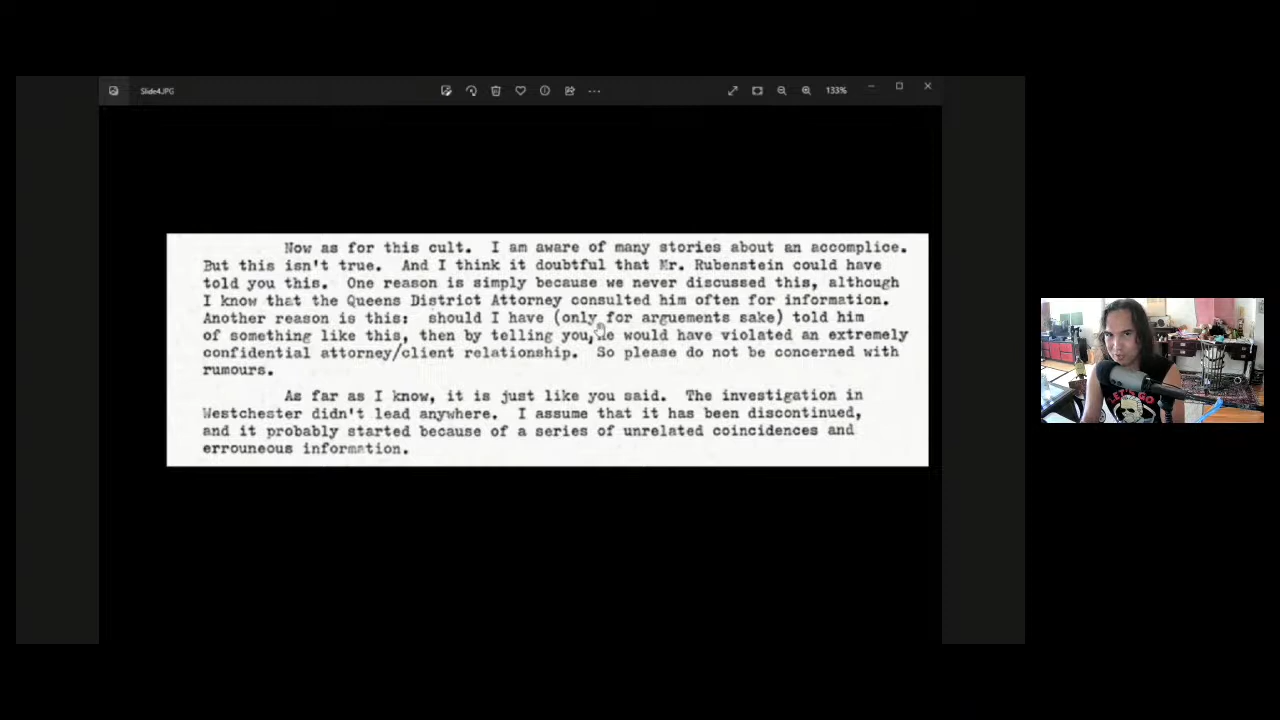 Slide4.JPG
133%
Now as for this cult. I am aware of many stories about an accomplice.
But this isn't true. And I think it doubtful that Mr. Rubenstein could have
told you this. One reason is simply because we never discussed this, although
I know that the Queens District Attorney consulted him often for information.
Another reason is this: should I have (only for arguements sake) told him
of something like this, then by telling you, he would have violated an extremely
confidential attorney/client relationship. So please do not be concerned with
rumours.
As far as I know, it is just like you said. The investigation in
Westchester didn't lead anywhere. I assume that it has been discontinued,
and it probably started because of a series of unrelated coincidences and
errouneous information.